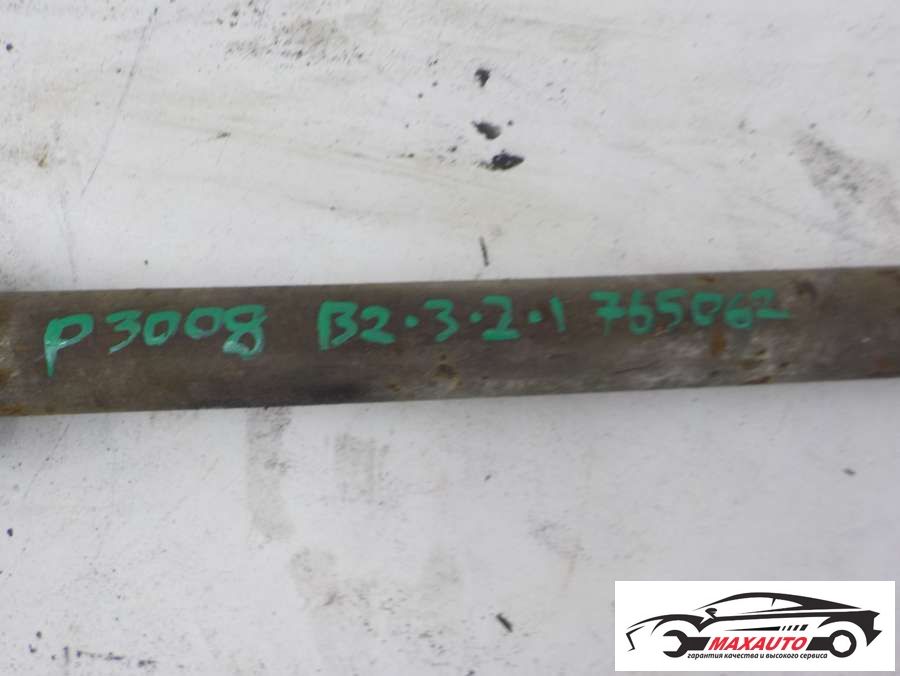 P3008 B2·3·2·1 765062
MAXAUTO
гарантия качества и высокого сервиса